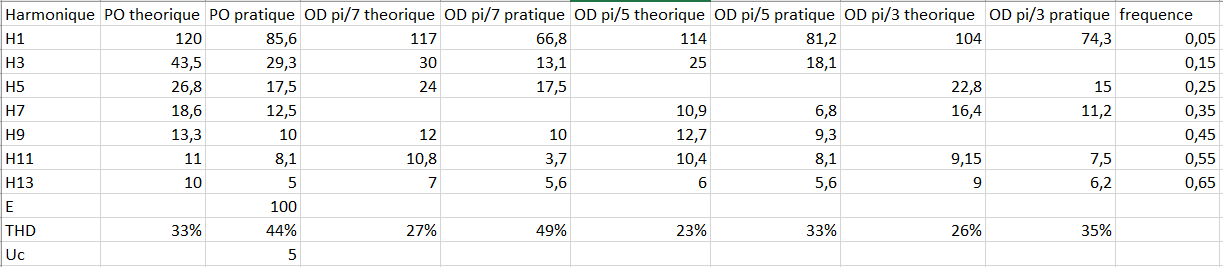 Harmonique PO theorique PO pratique OD pi/7 theorique OD pi/7 pratique OD pi/5 theorique OD pi/5 pratique OD pi/3 theorique OD pi/3 pratique frequence
H1 120 85,6 117 66,8 114 81,2 104 74,3 0,05
H3 43,5 29,3 30 13,1 25 18,1 0,15
H5 26,8 17,5 24 17,5 22,8 15 0,25
H7 18,6 12,5 10,9 6,8 16,4 11,2 0,35
H9 13,3 10 12 10 12,7 9,3 0,45
H11 11 8,1 10,8 3,7 10,4 8,1 9,15 7,5 0,55
H13 10 5 7 5,6 6 5,6 9 6,2 0,65
E 100
THD 33% 44% 27% 49% 23% 33% 26% 35%
Uc 5